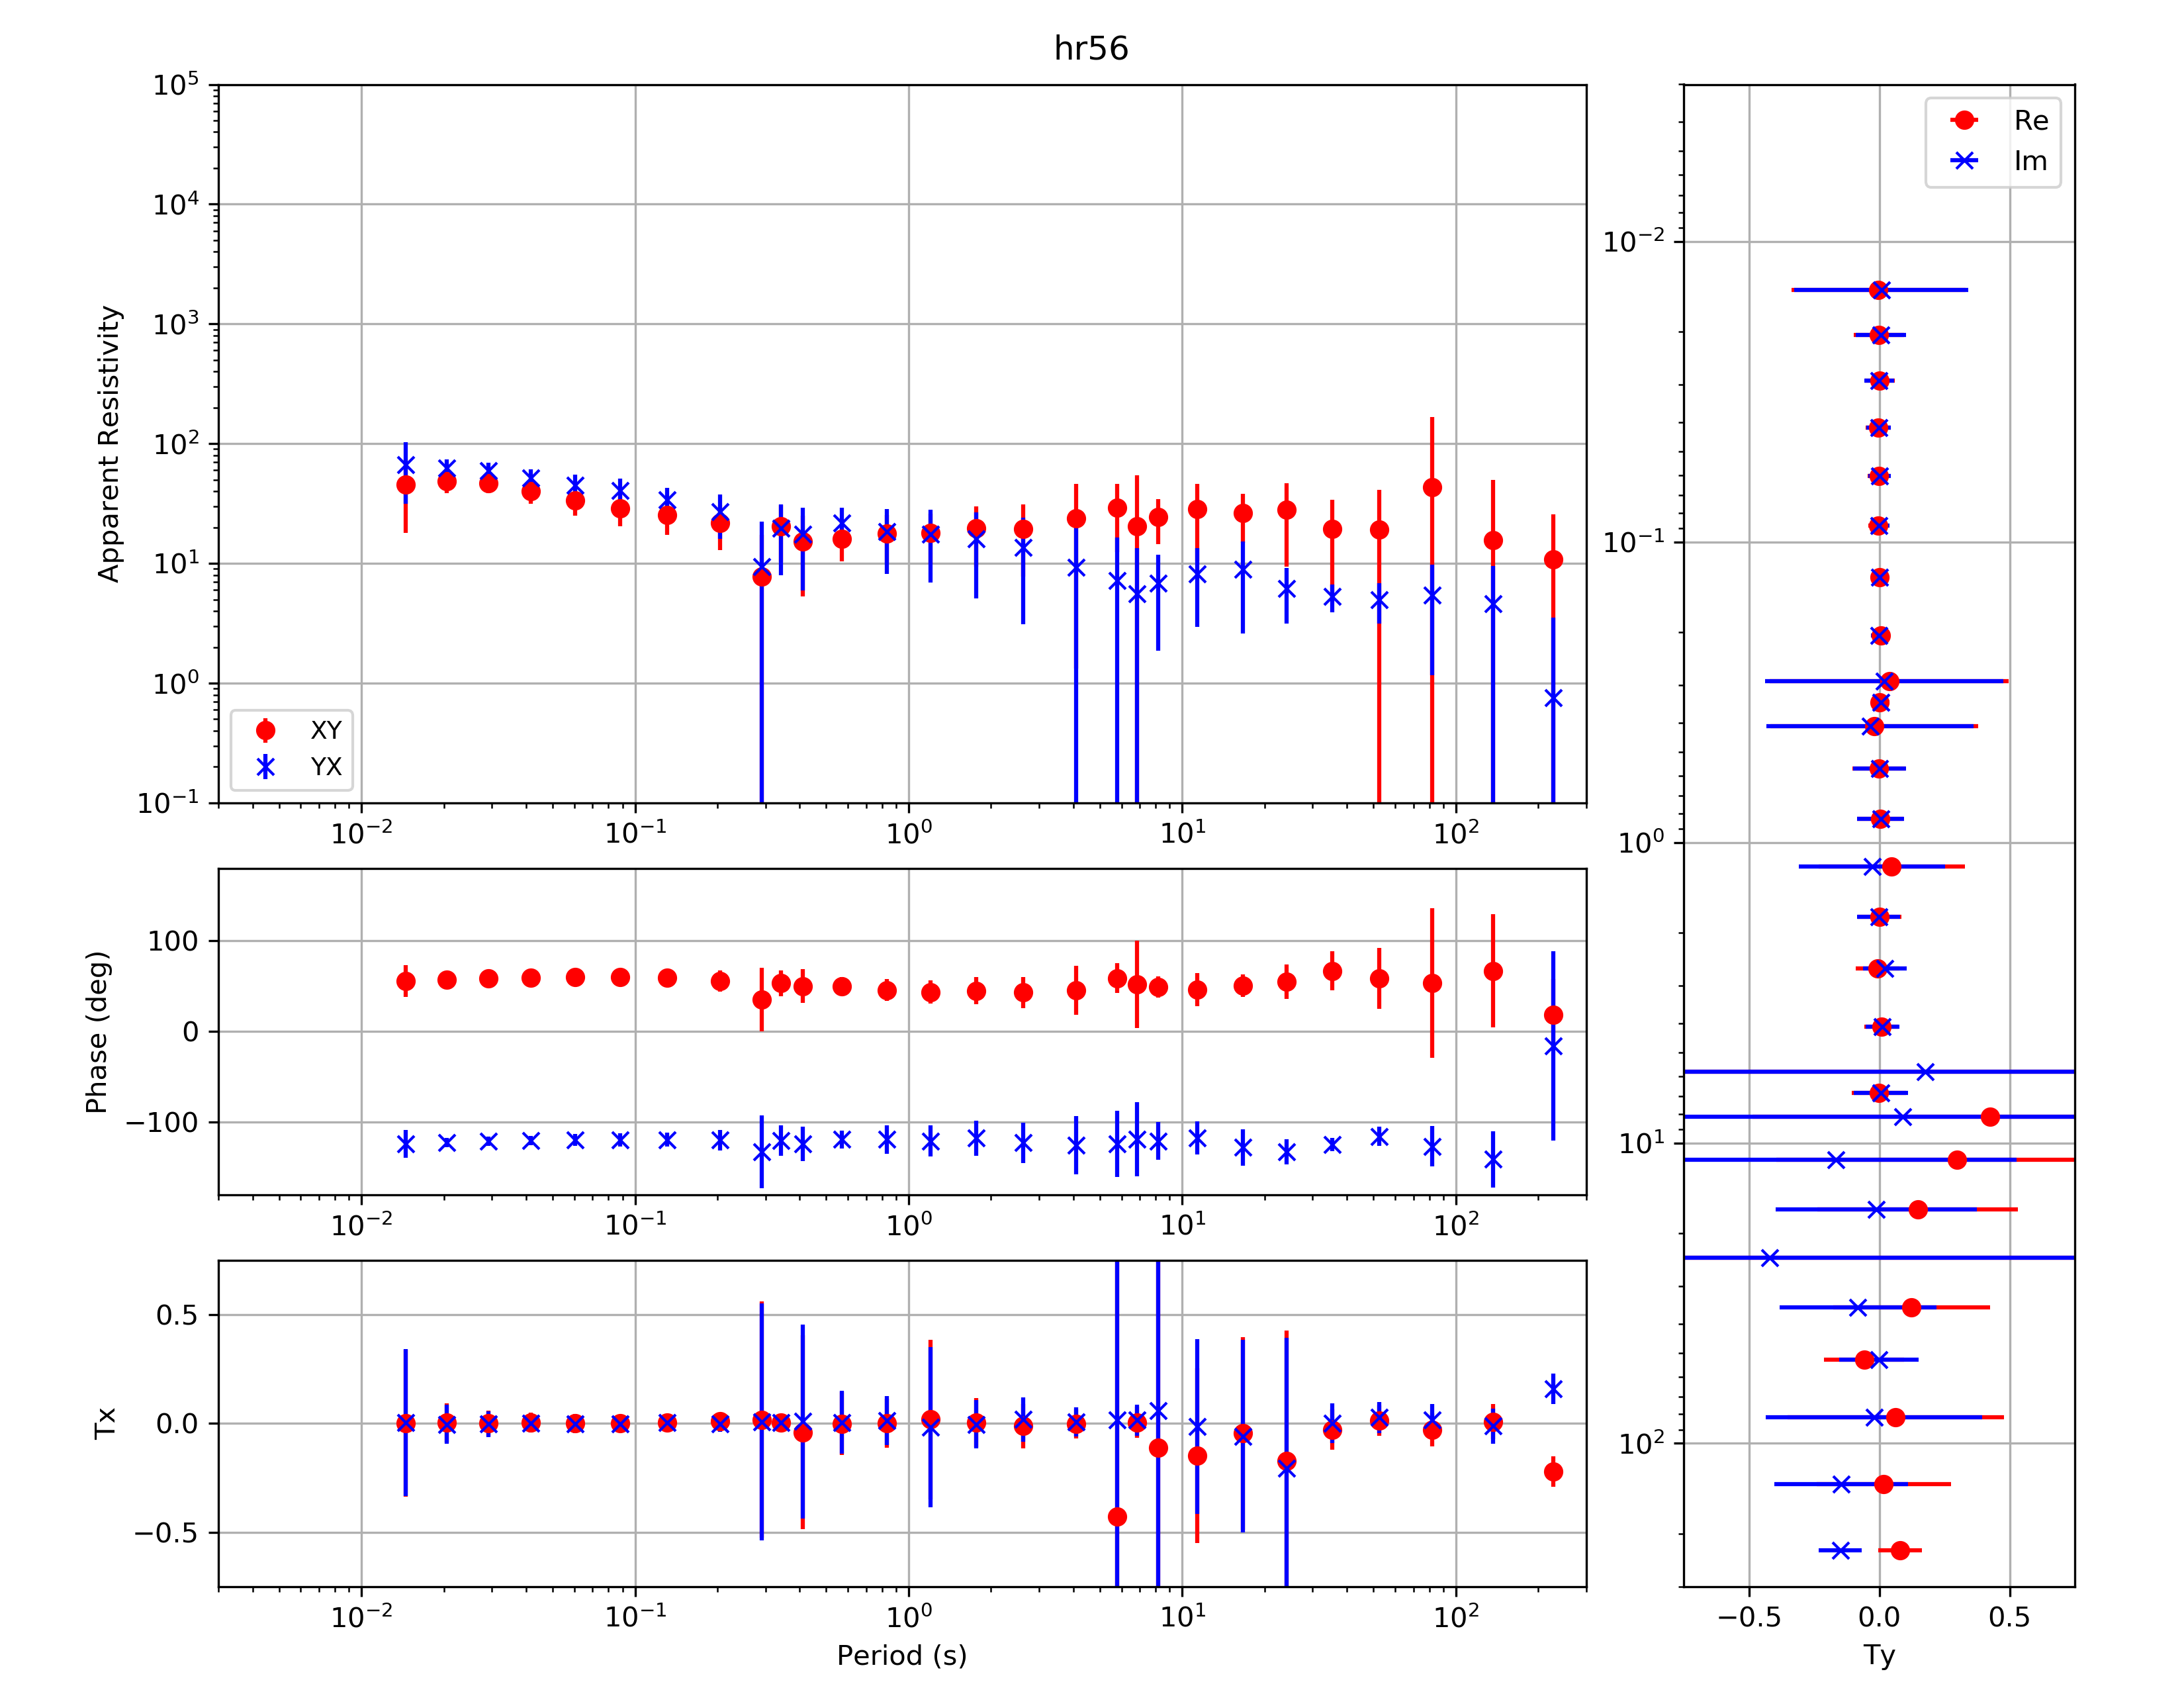 hr56
Apparent Resistivity
10^5
10^4
10^3
10^2
10^1
10^0
10^-1
XY
YX
10^-2 10^-1 10^0 10^1 10^2
Phase (deg)
100
0
−100
10^-2 10^-1 10^0 10^1 10^2
Tx
0.5
0.0
−0.5
10^-2 10^-1 10^0 10^1 10^2
Period (s)
Re
Im
10^-2
10^-1
10^0
10^1
10^2
−0.5 0.0 0.5
Ty